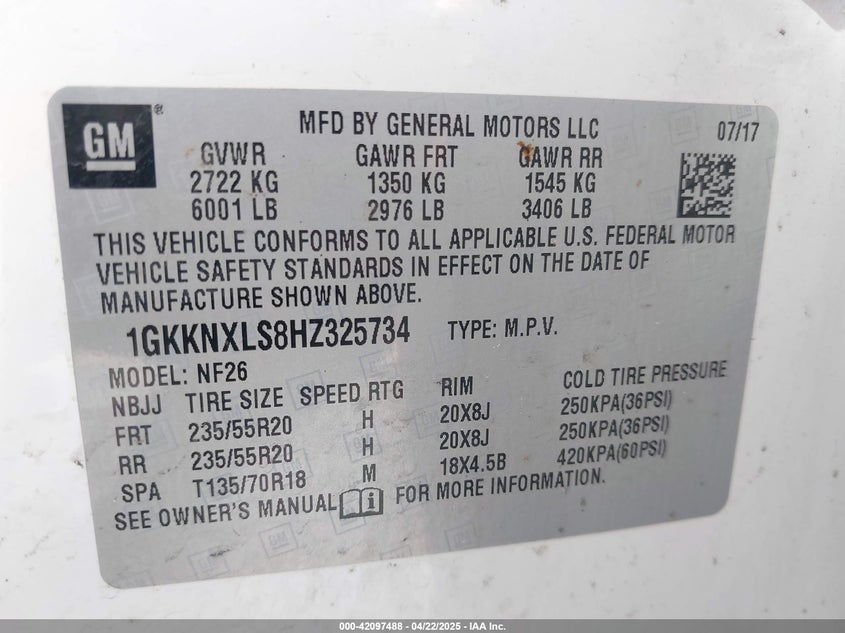 GM®
MFD BY GENERAL MOTORS LLC 07/17
GVWR GAWR FRT GAWR RR
2722 KG 1350 KG 1545 KG
6001 LB 2976 LB 3406 LB
THIS VEHICLE CONFORMS TO ALL APPLICABLE U.S. FEDERAL MOTOR
VEHICLE SAFETY STANDARDS IN EFFECT ON THE DATE OF
MANUFACTURE SHOWN ABOVE.
1GKKNXLS8HZ325734 TYPE: M.P.V.
MODEL: NF26
NBJJ TIRE SIZE SPEED RTG RIM COLD TIRE PRESSURE
FRT 235/55R20 H 20X8J 250KPA(36PSI)
RR 235/55R20 H 20X8J 250KPA(36PSI)
SPA T135/70R18 M 18X4.5B 420KPA(60PSI)
SEE OWNER'S MANUAL FOR MORE INFORMATION.
000-42097488 - 04/22/2025 - IAA Inc.